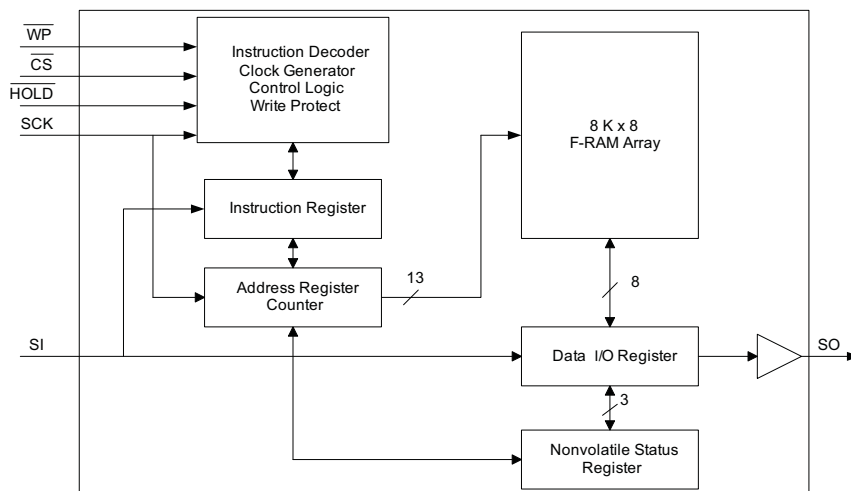 WP
CS
HOLD
SCK
Instruction Decoder
Clock Generator
Control Logic
Write Protect
8 K x 8
F-RAM Array
Instruction Register
Address Register
Counter
13
8
SI
Data I/O Register
SO
3
Nonvolatile Status
Register